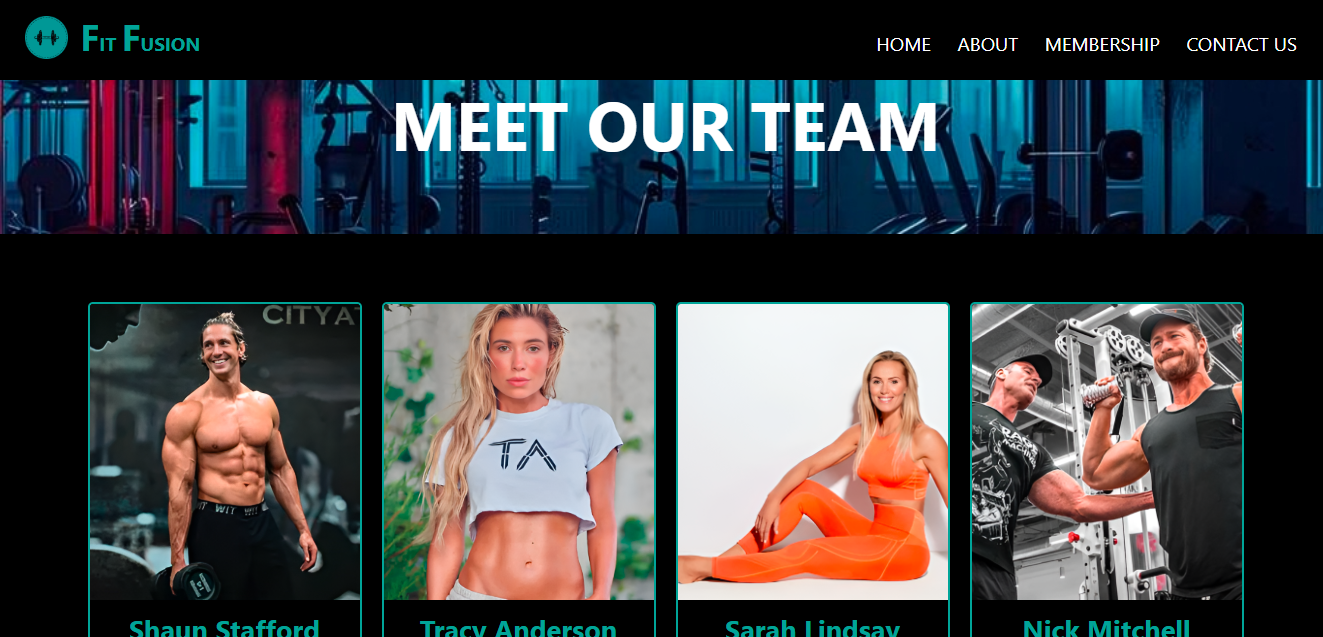 Fit Fusion
HOME ABOUT MEMBERSHIP CONTACT US
MEET OUR TEAM
CITYA
TA
WIT
Shaun Stafford Tracy Anderson Sarah Lindsay Nick Mitchell